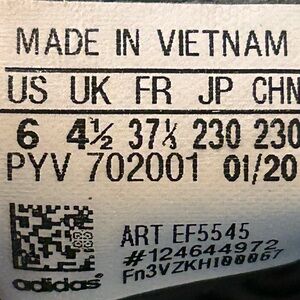 MADE IN VIETNAM
US UK FR JP CHN
6 4½ 37⅓ 230 230
PYV 702001 01/20
ART EF5545
#124644972
Fn3VZKHI00067
adidas